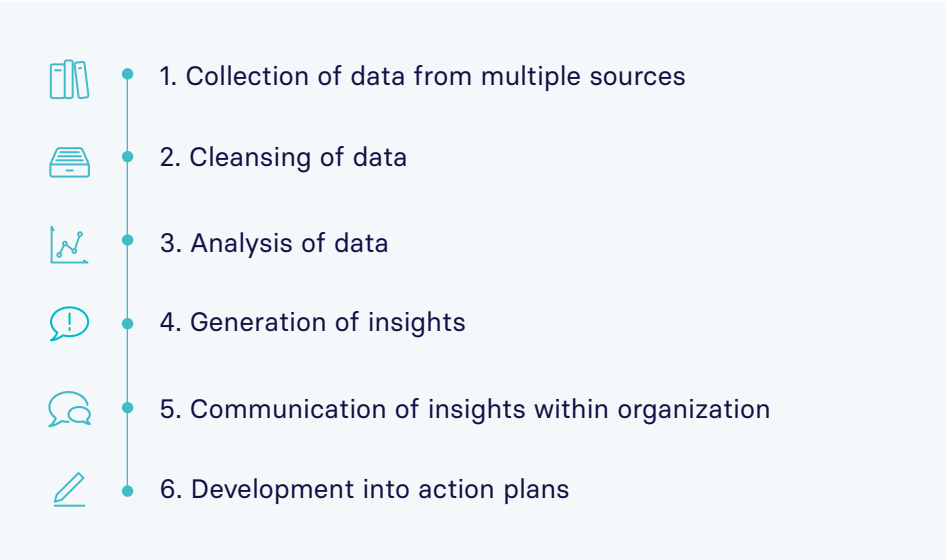 1. Collection of data from multiple sources
2. Cleansing of data
3. Analysis of data
4. Generation of insights
5. Communication of insights within organization
6. Development into action plans